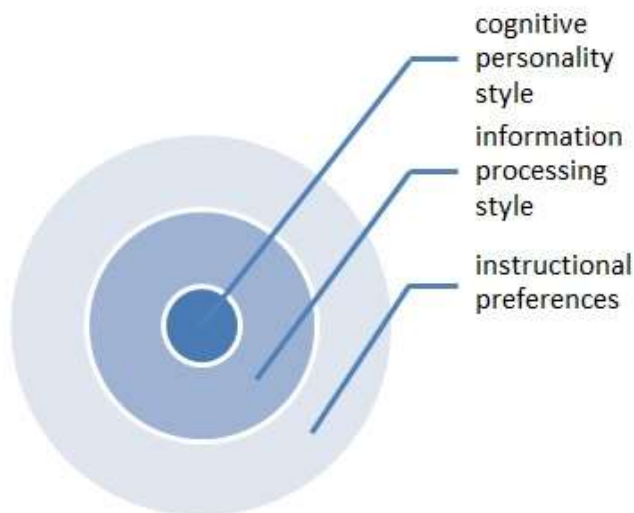 cognitive
personality
style
information
processing
style
instructional
preferences